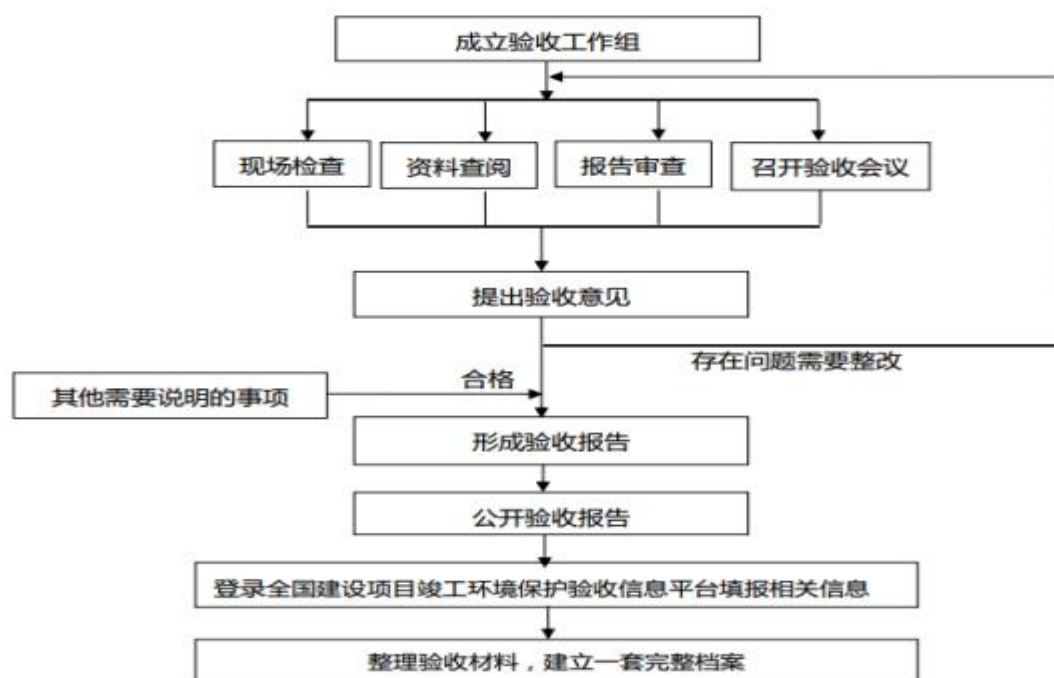 成立验收工作组
现场检查
资料查阅
报告审查
召开验收会议
提出验收意见
存在问题需要整改
合格
其他需要说明的事项
形成验收报告
公开验收报告
登录全国建设项目竣工环境保护验收信息平台填报相关信息
整理验收材料，建立一套完整档案